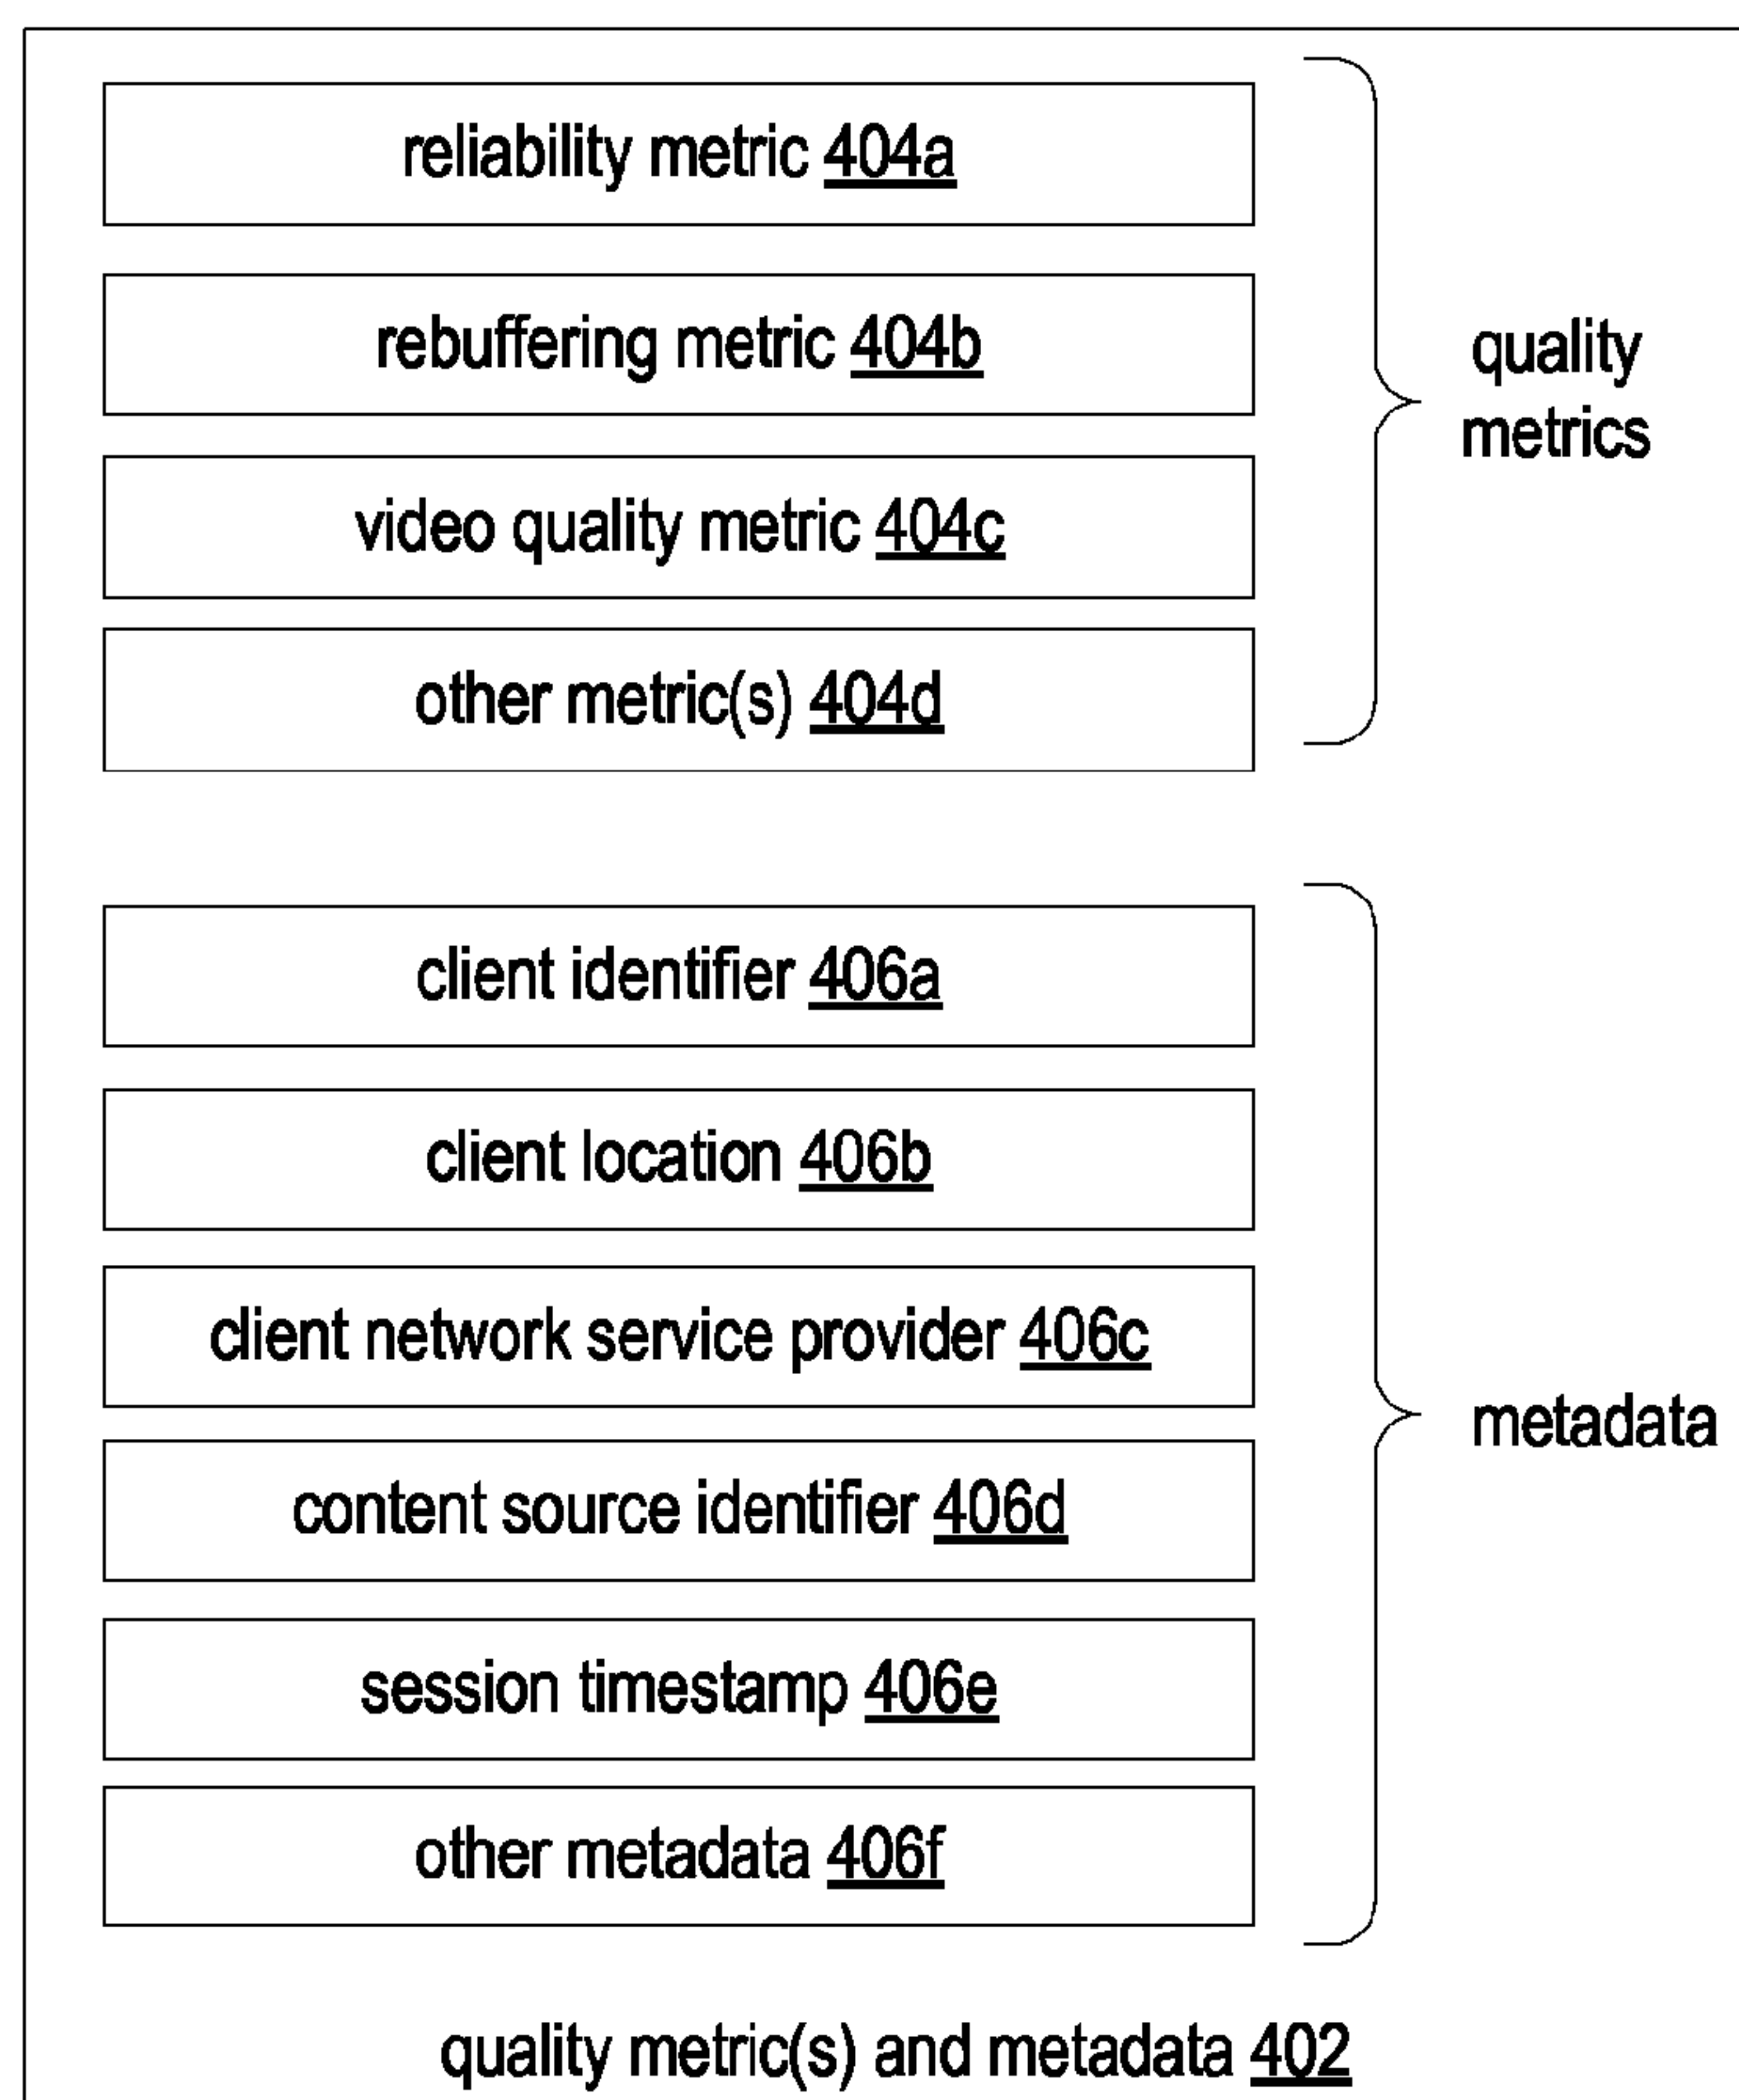 reliability metric 404a
rebuffering metric 404b
quality
metrics
video quality metric 404c
other metric(s) 404d
client identifier 406a
client location 406b
client network service provider 406c
metadata
content source identifier 406d
session timestamp 406e
other metadata 406f
quality metric(s) and metadata 402